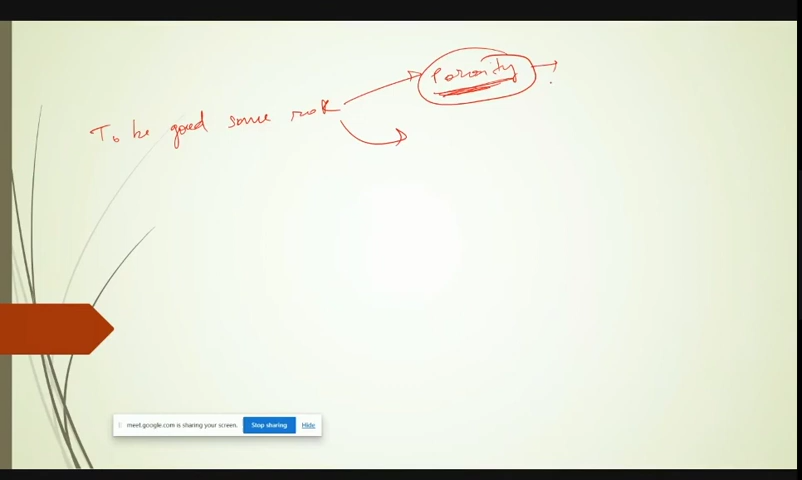 Porosity
To be good source rock
meet.google.com is sharing your screen. Stop sharing Hide